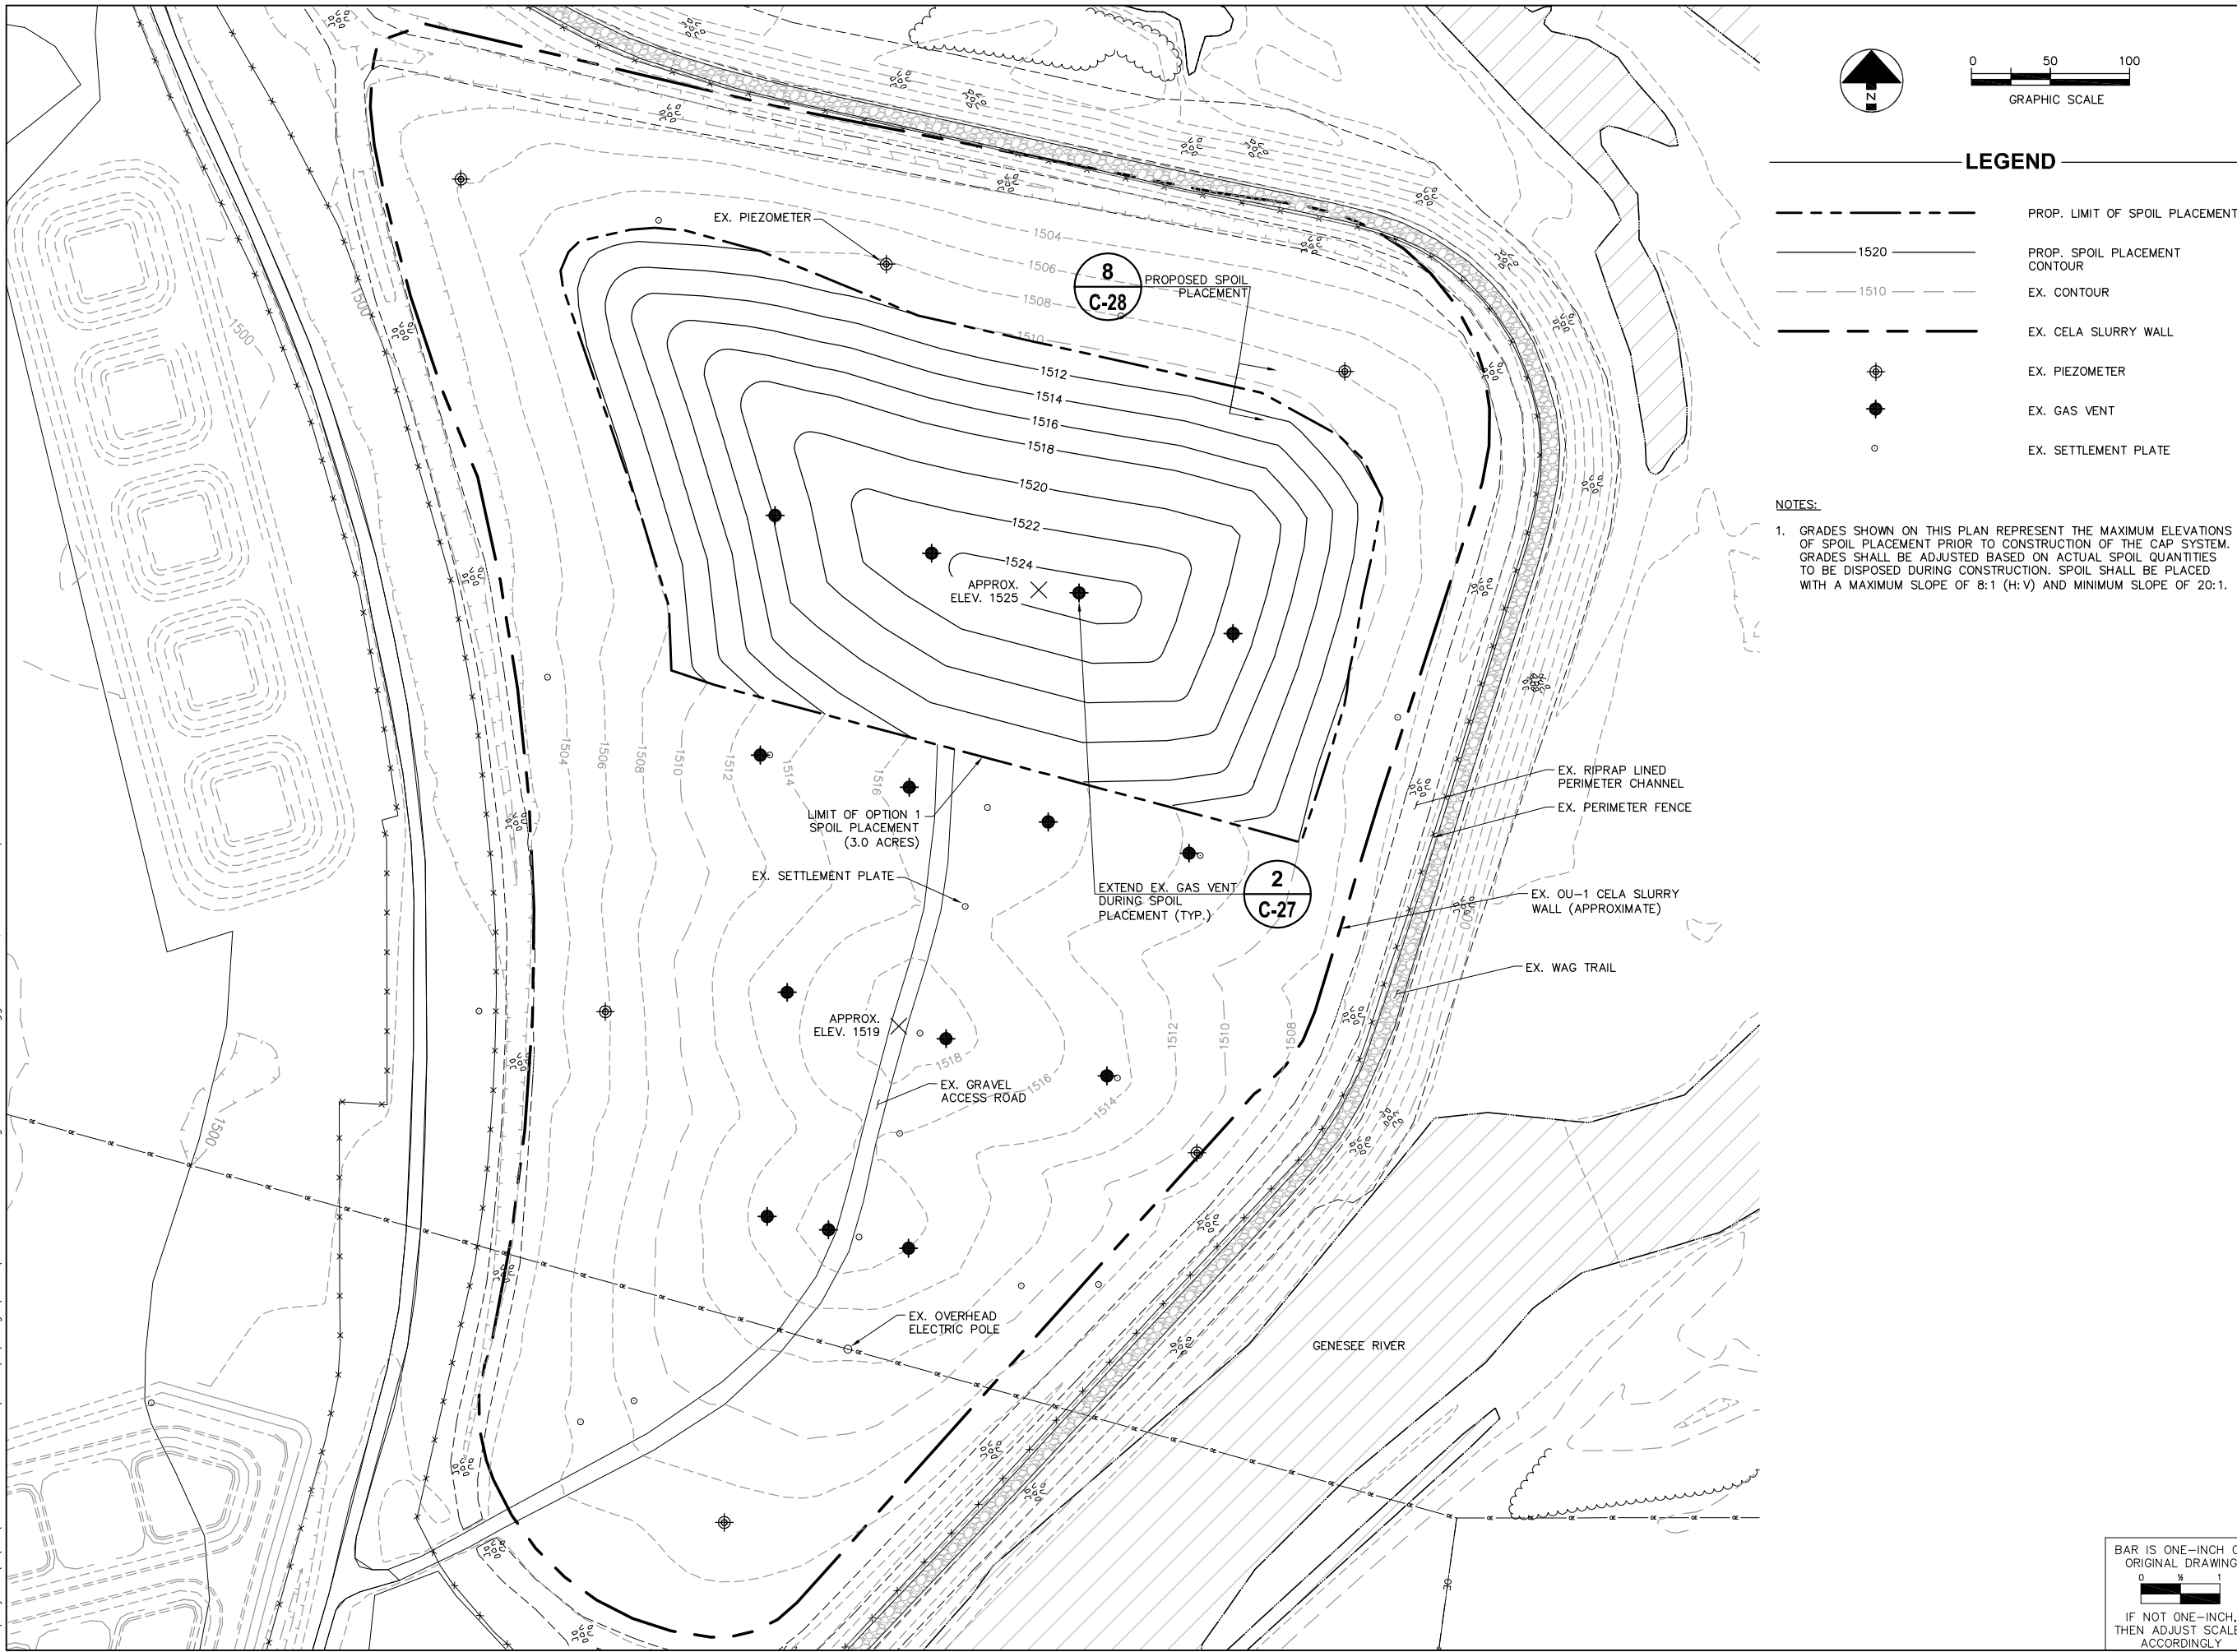 0 50 100
GRAPHIC SCALE
N
LEGEND
PROP. LIMIT OF SPOIL PLACEMENT
1520
PROP. SPOIL PLACEMENT
CONTOUR
1510
EX. CONTOUR
EX. CELA SLURRY WALL
EX. PIEZOMETER
EX. GAS VENT
EX. SETTLEMENT PLATE
NOTES:
1. GRADES SHOWN ON THIS PLAN REPRESENT THE MAXIMUM ELEVATIONS
OF SPOIL PLACEMENT PRIOR TO CONSTRUCTION OF THE CAP SYSTEM.
GRADES SHALL BE ADJUSTED BASED ON ACTUAL SPOIL QUANTITIES
TO BE DISPOSED DURING CONSTRUCTION. SPOIL SHALL BE PLACED
WITH A MAXIMUM SLOPE OF 8:1 (H:V) AND MINIMUM SLOPE OF 20:1.
EX. PIEZOMETER
1504
1506
1508
1510
8
C-28
PROPOSED SPOIL
PLACEMENT
1500
1500
1512
1514
1516
1518
1520
1522
1524
APPROX.
ELEV. 1525
1504
1506
1508
1510
1512
1514
1516
LIMIT OF OPTION 1
SPOIL PLACEMENT
(3.0 ACRES)
EX. SETTLEMENT PLATE
EXTEND EX. GAS VENT
DURING SPOIL
PLACEMENT (TYP.)
2
C-27
EX. RIPRAP LINED
PERIMETER CHANNEL
EX. PERIMETER FENCE
EX. OU-1 CELA SLURRY
WALL (APPROXIMATE)
EX. WAG TRAIL
APPROX.
ELEV. 1519
1518
1516
1514
1512
1510
1508
EX. GRAVEL
ACCESS ROAD
1500
EX. OVERHEAD
ELECTRIC POLE
GENESEE RIVER
OE
BAR IS ONE-INCH
ORIGINAL DRAWING
0 ½ 1
IF NOT ONE-INCH,
THEN ADJUST SCALE
ACCORDINGLY